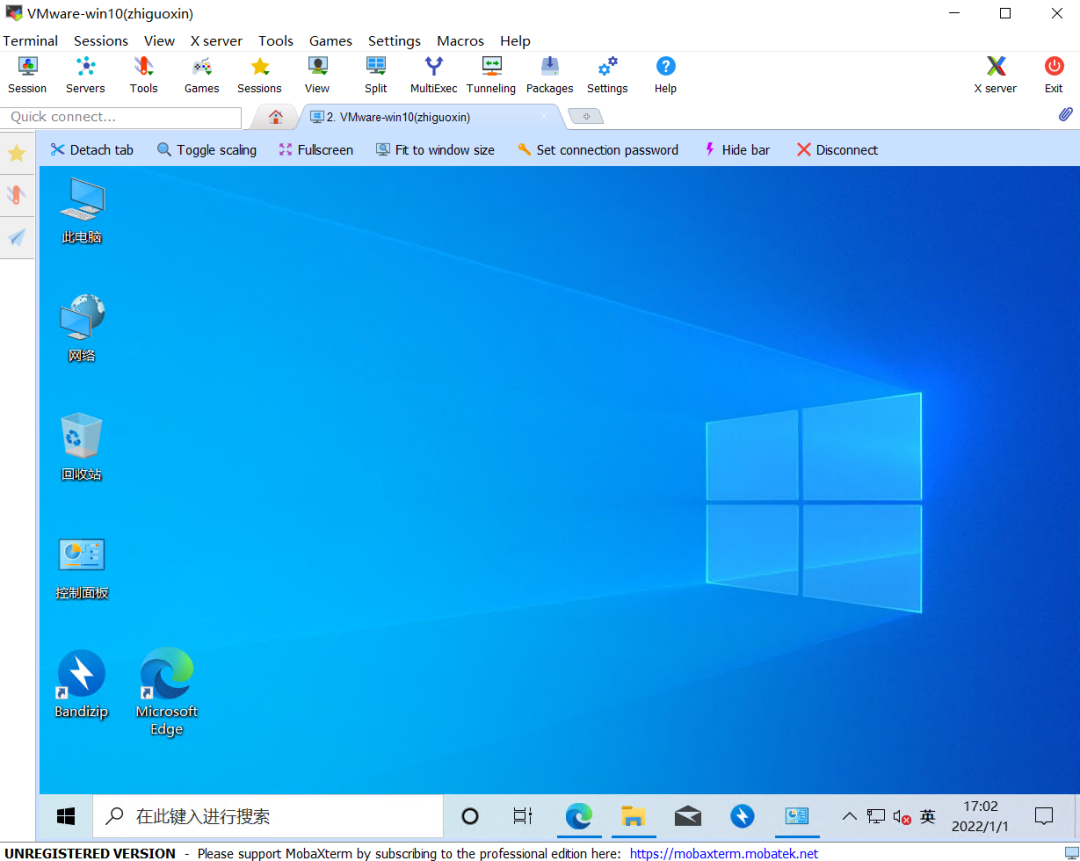 VMware-win10(zhiguoxin)
Terminal Sessions View X server Tools Games Settings Macros Help
Session Servers Tools Games Sessions View Split MultiExec Tunneling Packages Settings Help X server Exit
Quick connect...
2. VMware-win10(zhiguoxin)
Detach tab Toggle scaling Fullscreen Fit to window size Set connection password Hide bar Disconnect
此电脑
网络
回收站
控制面板
Bandizip
Microsoft
Edge
在此键入进行搜索
英
17:02
2022/1/1
UNREGISTERED VERSION - Please support MobaXterm by subscribing to the professional edition here: https://mobaxterm.mobatek.net